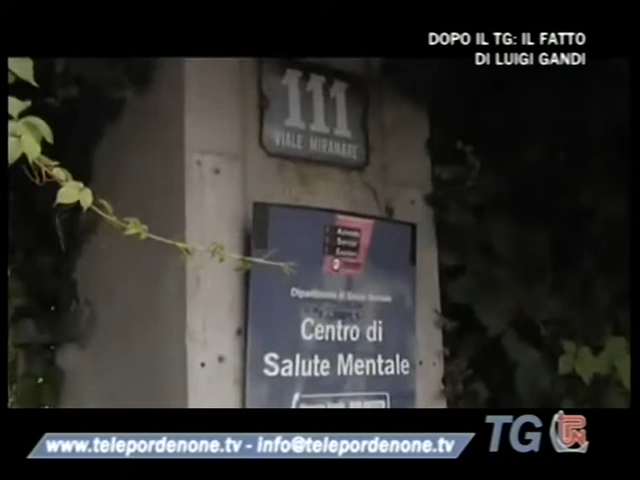 DOPO IL TG: IL FATTO
DI LUIGI GANDI
111
VIALE MIRAMARE
Centro di
Salute Mentale
www.telepordenone.tv - info@telepordenone.tv
TG